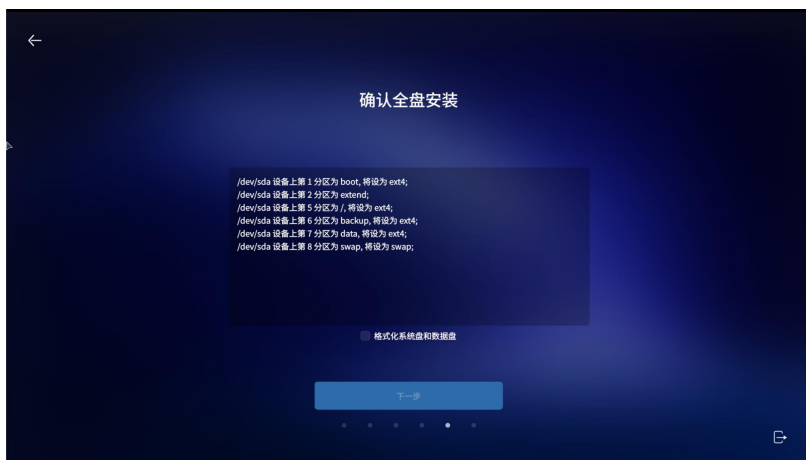 确认全盘安装
/dev/sda 设备上第 1 分区为 boot, 将设为 ext4;
/dev/sda 设备上第 2 分区为 extend;
/dev/sda 设备上第 5 分区为 /, 将设为 ext4;
/dev/sda 设备上第 6 分区为 backup, 将设为 ext4;
/dev/sda 设备上第 7 分区为 data, 将设为 ext4;
/dev/sda 设备上第 8 分区为 swap, 将设为 swap;
格式化系统盘和数据盘
下一步